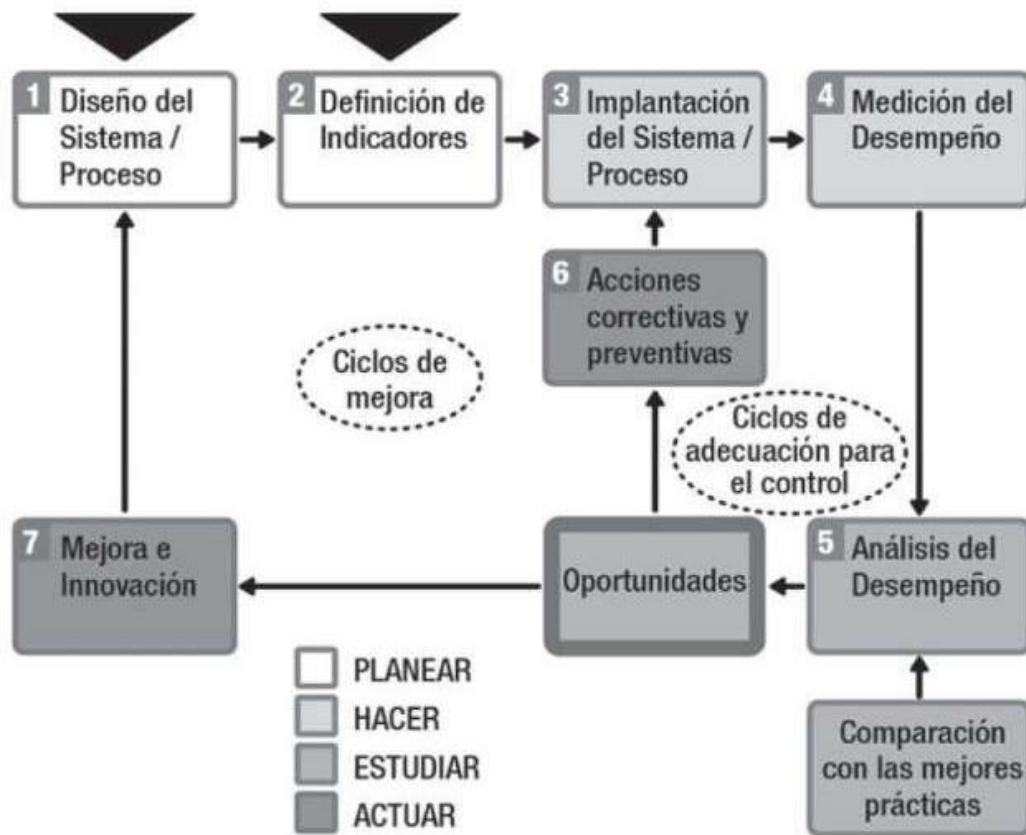 1 Diseño del
Sistema /
Proceso
2 Definición de
Indicadores
3 Implantación
del Sistema /
Proceso
4 Medición del
Desempeño
6 Acciones
correctivas y
preventivas
Ciclos de
mejora
Ciclos de
adecuación para
el control
7 Mejora e
Innovación
Oportunidades
5 Análisis del
Desempeño
PLANEAR
HACER
ESTUDIAR
ACTUAR
Comparación
con las mejores
prácticas